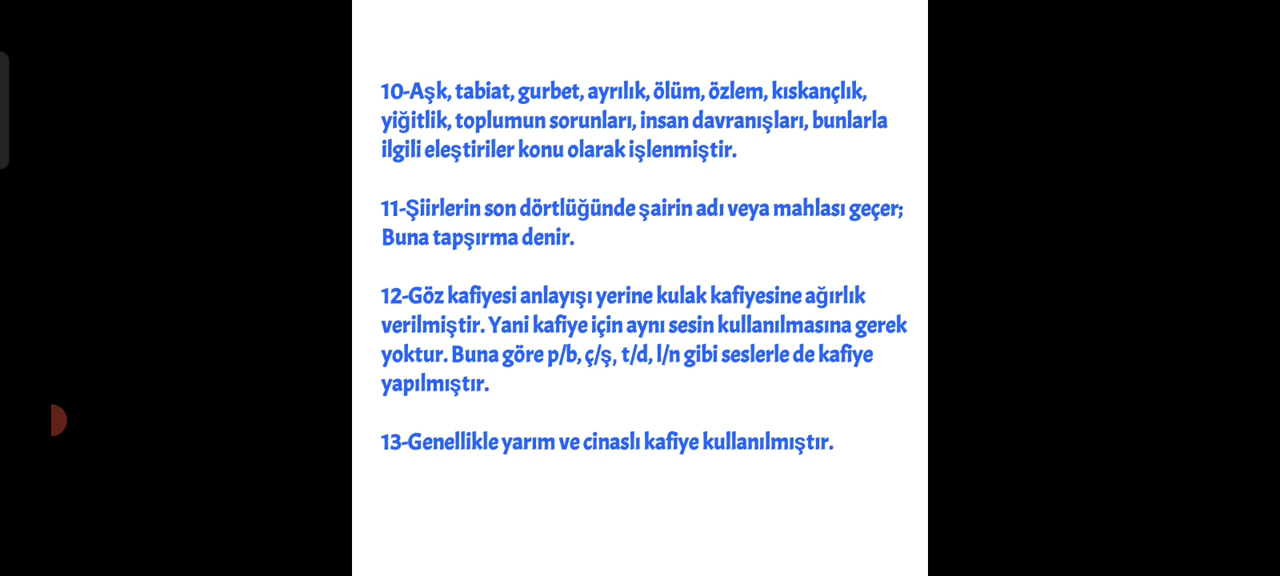 10-Aşk, tabiat, gurbet, ayrılık, ölüm, özlem, kıskançlık,
yiğitlik, toplumun sorunları, insan davranışları, bunlarla
ilgili eleştiriler konu olarak işlenmiştir.
11-Şiirlerin son dörtlüğünde şairin adı veya mahlası geçer;
Buna tapşırma denir.
12-Göz kafiyesi anlayışı yerine kulak kafiyesine ağırlık
verilmiştir. Yani kafiye için aynı sesin kullanılmasına gerek
yoktur. Buna göre p/b, ç/ş, t/d, l/n gibi seslerle de kafiye
yapılmıştır.
13-Genellikle yarım ve cinaslı kafiye kullanılmıştır.